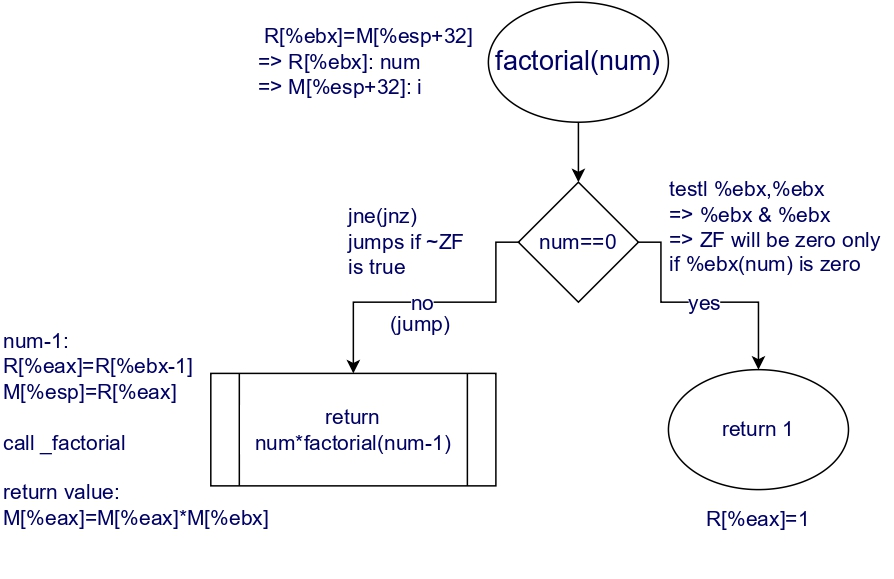 R[%ebx]=M[%esp+32]
=> R[%ebx]: num
=> M[%esp+32]: i
factorial(num)
jne(jnz)
jumps if ~ZF
is true
num==0
testl %ebx,%ebx
=> %ebx & %ebx
=> ZF will be zero only
if %ebx(num) is zero
no
(jump)
yes
num-1:
R[%eax]=R[%ebx-1]
M[%esp]=R[%eax]
call _factorial
return value:
M[%eax]=M[%eax]*M[%ebx]
return
num*factorial(num-1)
return 1
R[%eax]=1